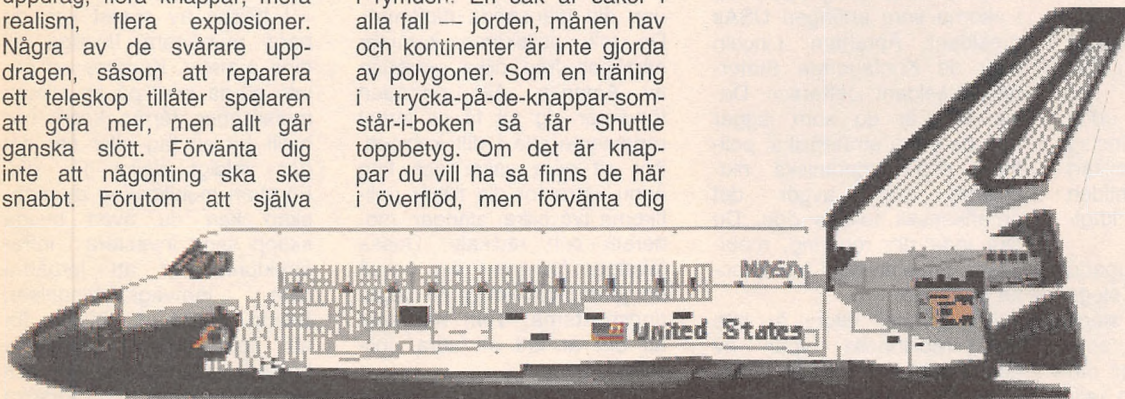 uppdrag, flera knappar, mera
realism, flera explosioner.
Några av de svårare upp-
dragen, såsom att reparera
ett teleskop tillåter spelaren
att göra mer, men allt går
ganska slött. Förvänta dig
inte att någonting ska ske
snabbt. Förutom att själva
i rymden. En sak är säker i
alla fall – jorden, månen hav
och kontinenter är inte gjorda
av polygoner. Som en träning
i trycka-på-de-knappar-som-
står-i-boken så får Shuttle
toppbetyg. Om det är knap-
par du vill ha så finns de här
i överflöd, men förvänta dig
NASA
United States